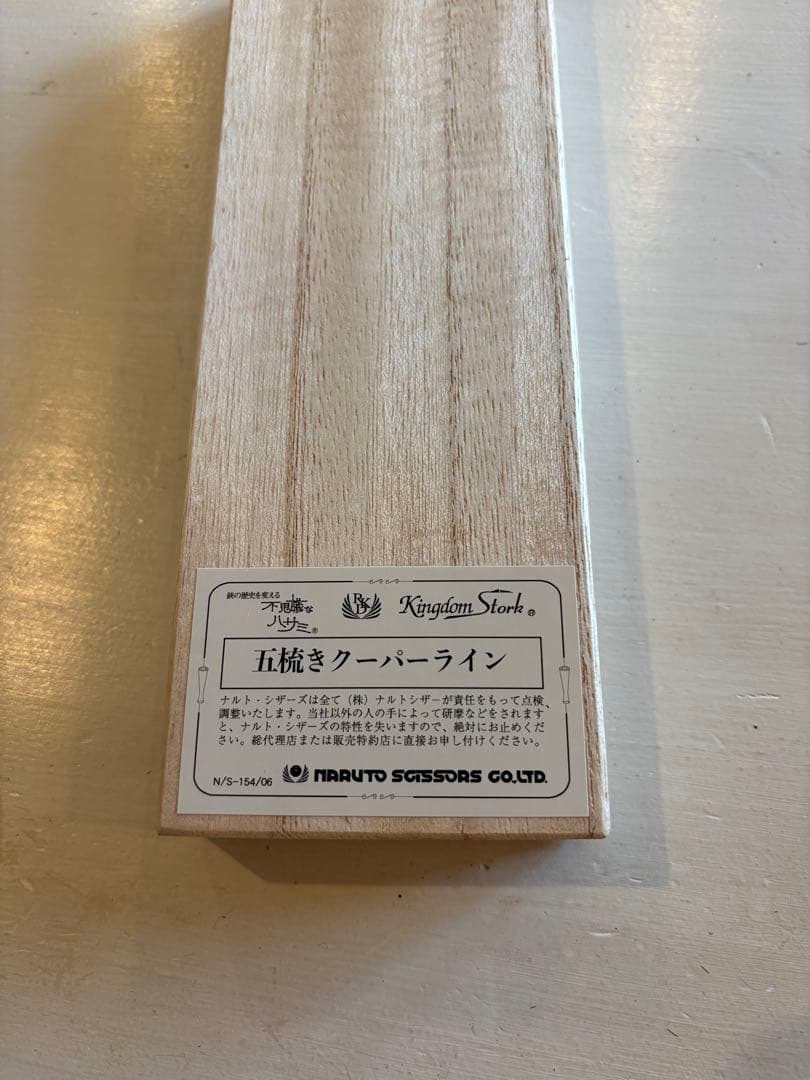 鋏の歴史を変える
不思議な
ハサミ®
RKD
Kingdom Stork®
五梳きクーパーライン
ナルト・シザーズは全て（株）ナルトシザーが責任をもって点検、
調整いたします。当社以外の人の手によって研摩などをされます
と、ナルト・シザーズの特性を失いますので、絶対にお止めくだ
さい。総代理店または販売特約店に直接お申し付けください。
N/S-154/06
NARUTO SCISSORS CO.,LTD.